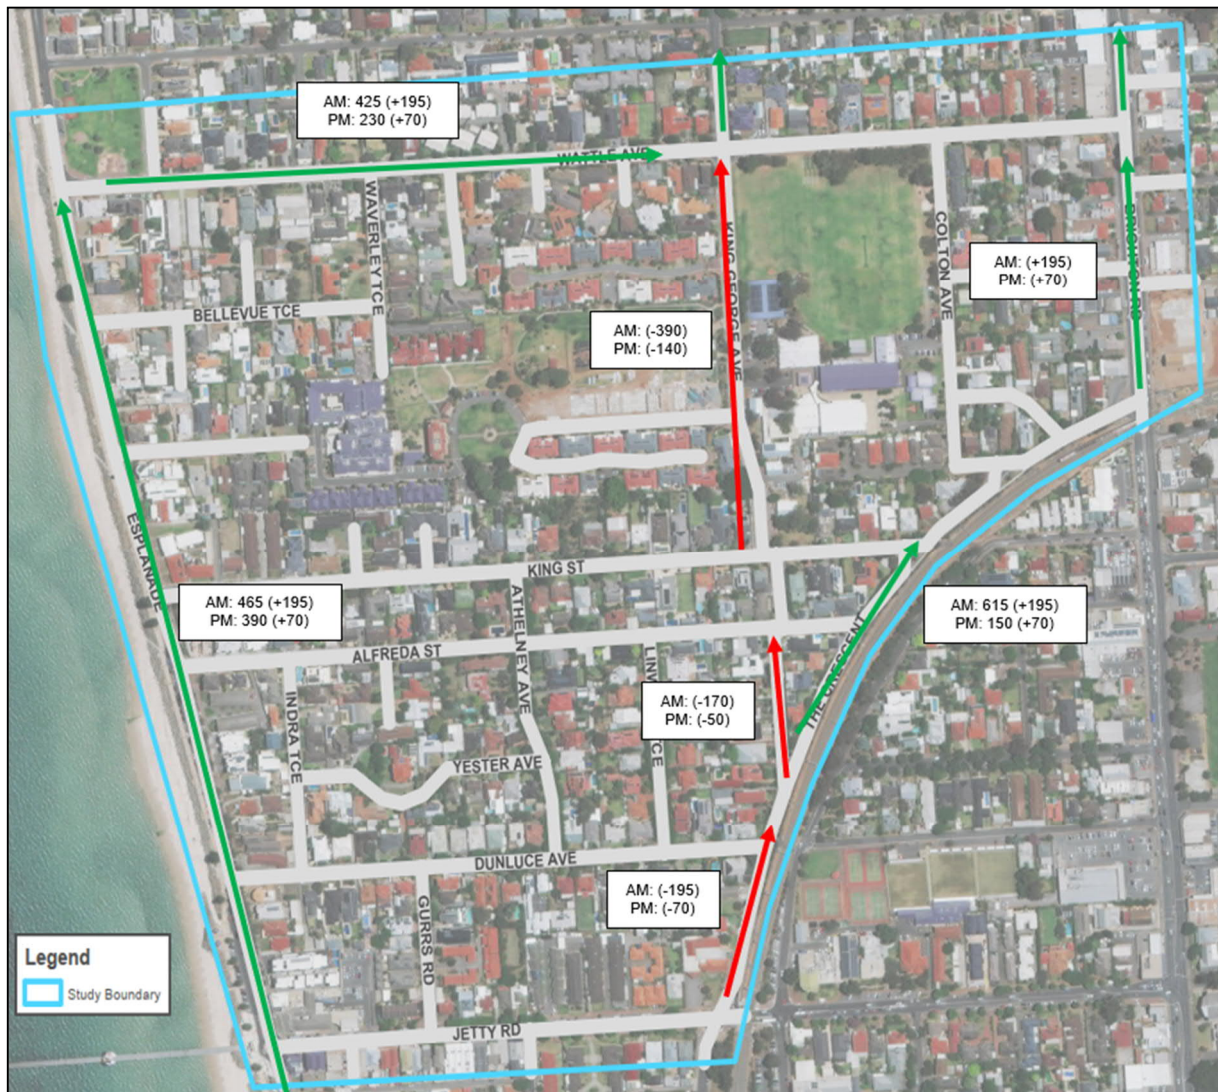 AM: 425 (+195)
PM: 230 (+70)
WATTLE AVE
WAVERLEY TCE
KING GEORGE AVE
COLTON AVE
BRIGHTON RD
AM: (+195)
PM: (+70)
BELLEVUE TCE
AM: (-390)
PM: (-140)
ESPLANADE
KING ST
AM: 465 (+195)
PM: 390 (+70)
ATHELNEY AVE
AM: 615 (+195)
PM: 150 (+70)
ALFREDA ST
THE CRESCENT
INDRA TCE
AM: (-170)
PM: (-50)
YESTER AVE
DUNLUCE AVE
AM: (-195)
PM: (-70)
GURRS RD
Legend
Study Boundary
JETTY RD